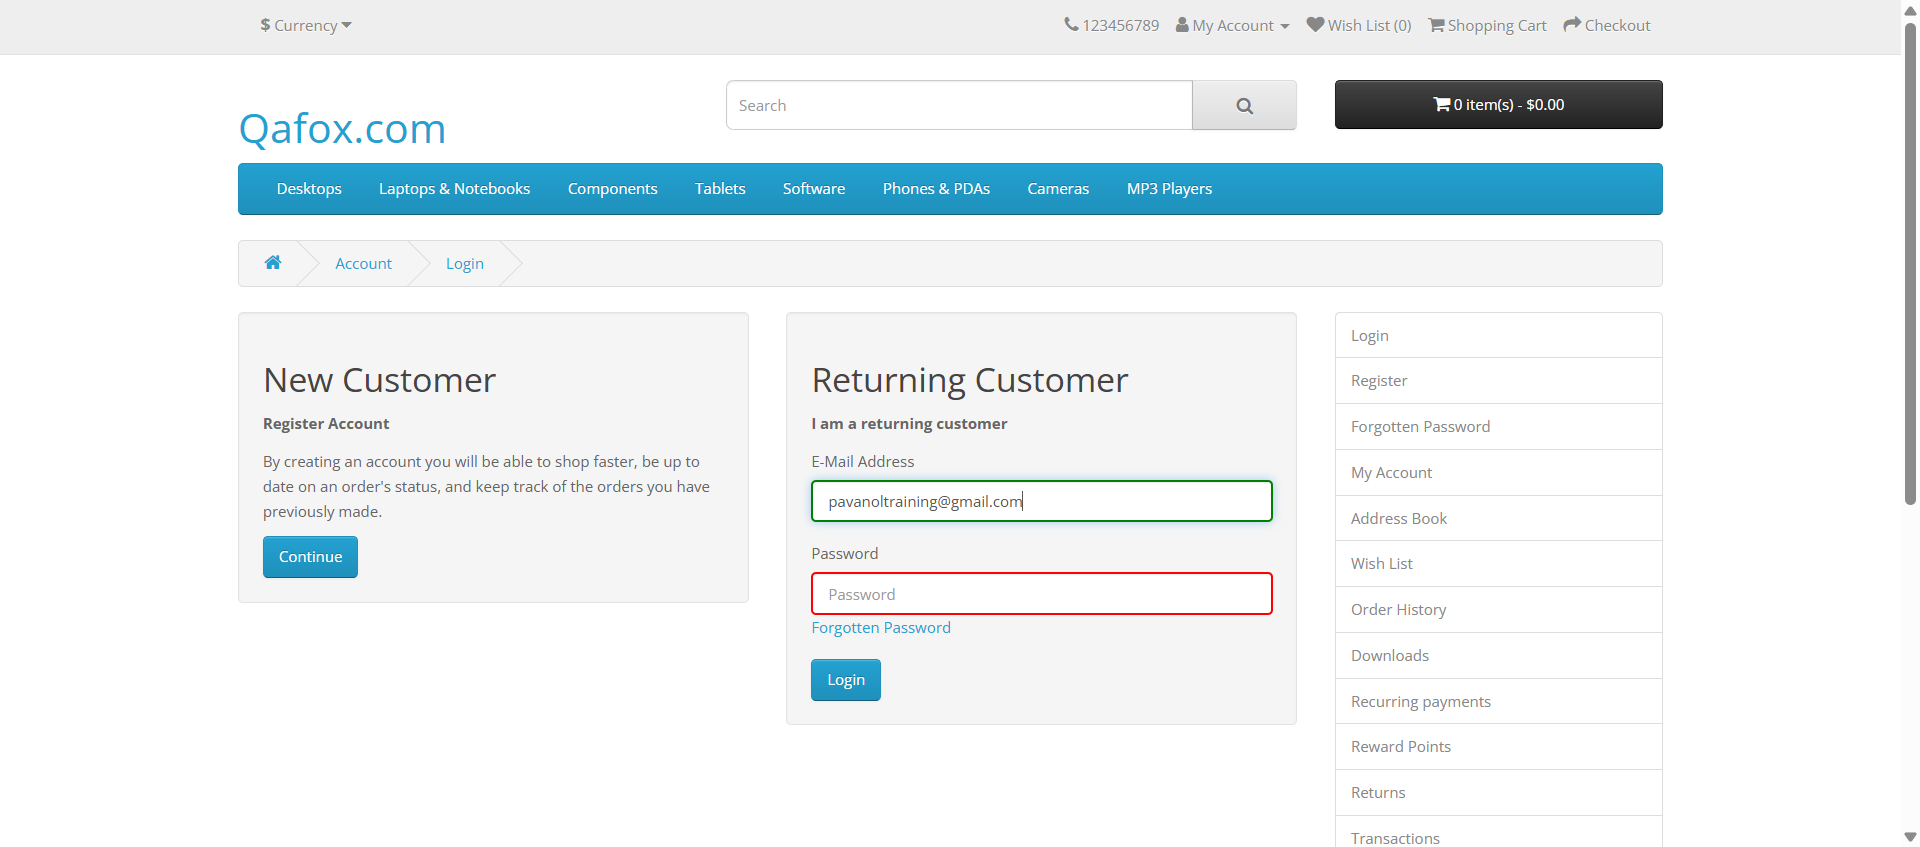 $ Currency
123456789 My Account Wish List (0) Shopping Cart Checkout
Search
0 item(s) - $0.00
Qafox.com
Desktops Laptops & Notebooks Components Tablets Software Phones & PDAs Cameras MP3 Players
Account Login
New Customer
Register Account
By creating an account you will be able to shop faster, be up to
date on an order's status, and keep track of the orders you have
previously made.
Continue
Returning Customer
I am a returning customer
E-Mail Address
pavanoltraining@gmail.com
Password
Password
Forgotten Password
Login
Login
Register
Forgotten Password
My Account
Address Book
Wish List
Order History
Downloads
Recurring payments
Reward Points
Returns
Transactions